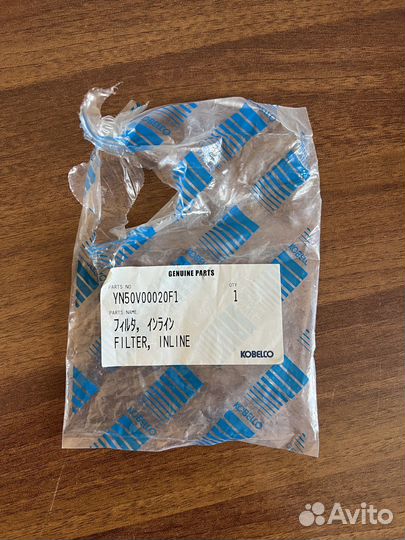 KOBELCO
GENUINE PARTS
PARTS NO
QTY
YN50V00020F1
1
PARTS NAME
フィルタ, インライン
FILTER, INLINE
KOBELCO
KOBELCO
Avito